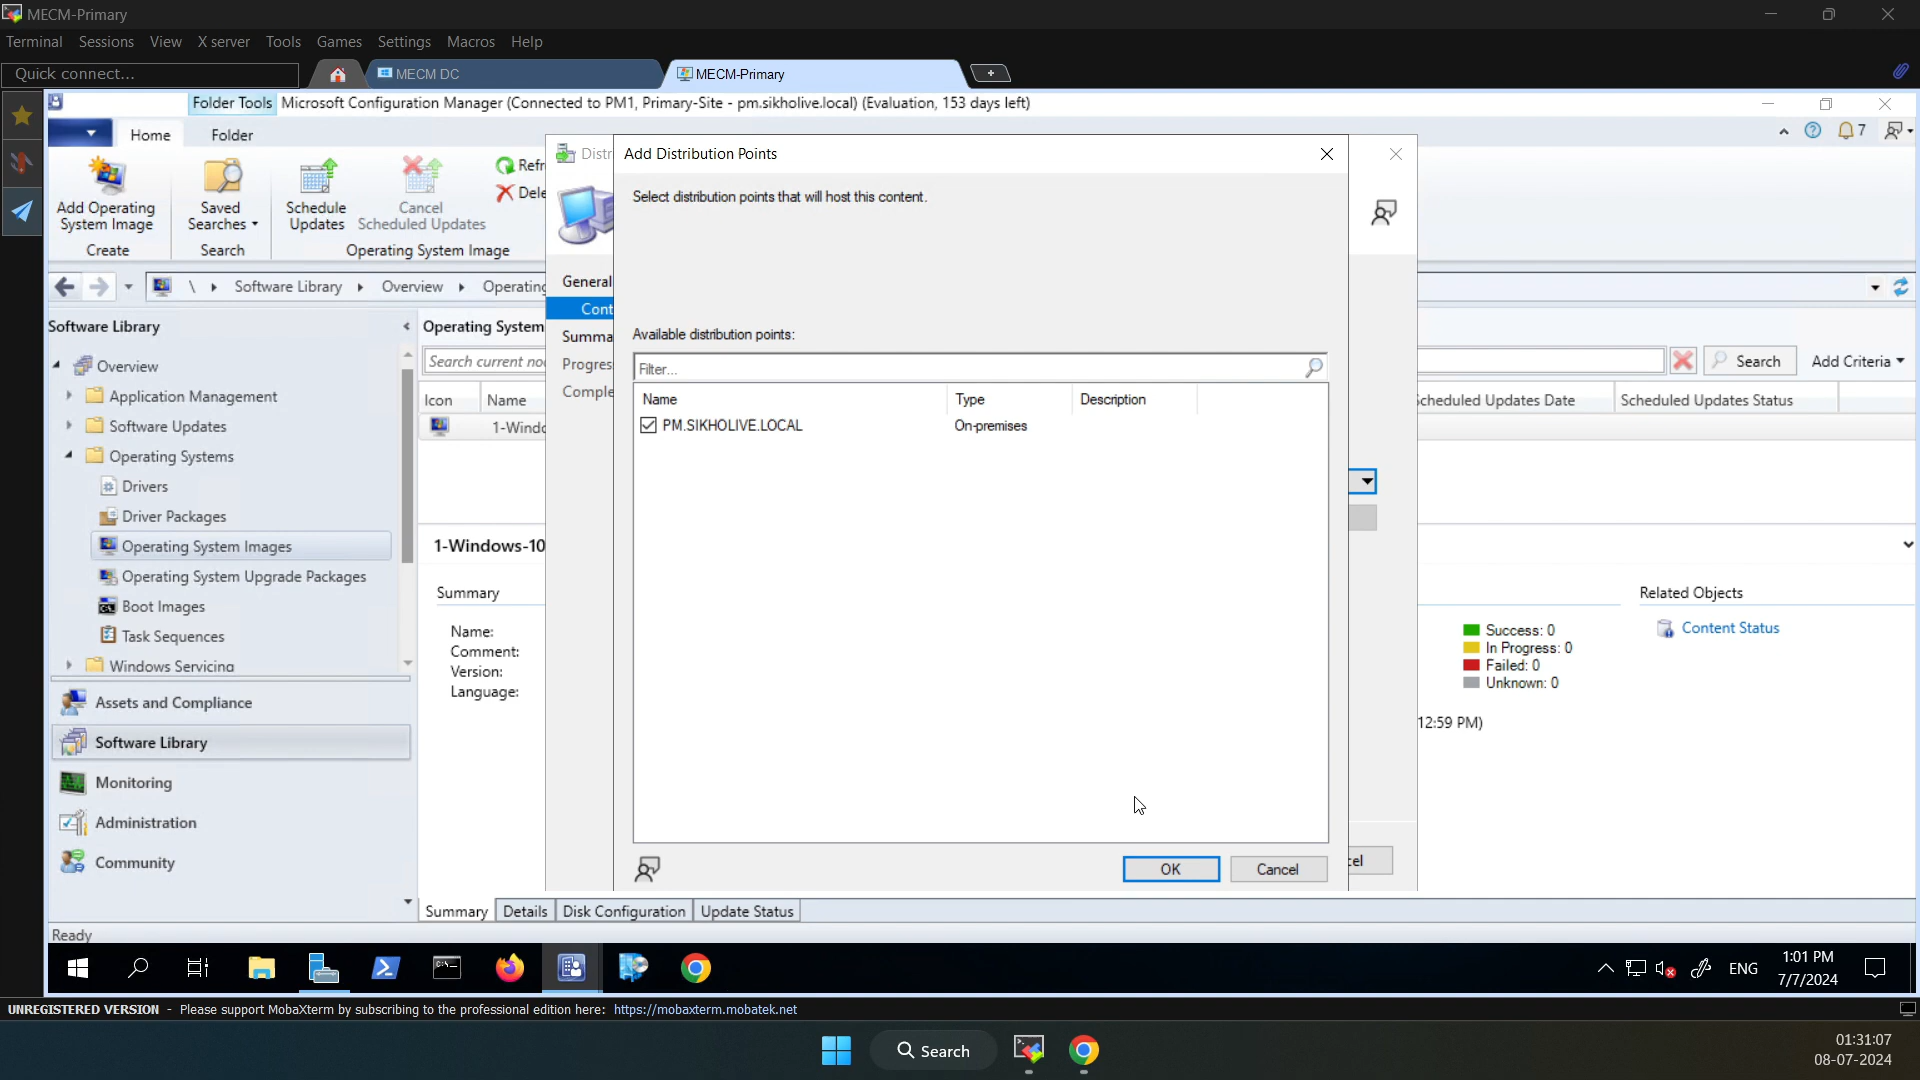 MECM-Primary
Terminal Sessions View X server Tools Games Settings Macros Help
Quick connect...
MECM DC
MECM-Primary
Folder Tools Microsoft Configuration Manager (Connected to PM1, Primary-Site - pm.sikholive.local) (Evaluation, 153 days left)
Home Folder
7
Add Operating System Image
Create
Saved Searches
Search
Schedule Updates
Cancel Scheduled Updates
Refr
Dele
Operating System Image
\ Software Library Overview Operating
Software Library
Overview
Application Management
Software Updates
Operating Systems
Drivers
Driver Packages
Operating System Images
Operating System Upgrade Packages
Boot Images
Task Sequences
Windows Servicing
Assets and Compliance
Software Library
Monitoring
Administration
Community
Operating System
Search current no
Icon Name
1-Windo
1-Windows-10
Summary
Name:
Comment:
Version:
Language:
Distr
General
Cont
Summa
Progres
Comple
Add Distribution Points
Select distribution points that will host this content.
Available distribution points:
Filter...
Name Type Description
PM.SIKHOLIVE.LOCAL On-premises
OK Cancel
cel
Search Add Criteria
Scheduled Updates Date Scheduled Updates Status
Related Objects
Success: 0
In Progress: 0
Failed: 0
Unknown: 0
Content Status
12:59 PM)
Summary Details Disk Configuration Update Status
Ready
ENG
1:01 PM
7/7/2024
UNREGISTERED VERSION - Please support MobaXterm by subscribing to the professional edition here: https://mobaxterm.mobatek.net
Search
01:31:07
08-07-2024